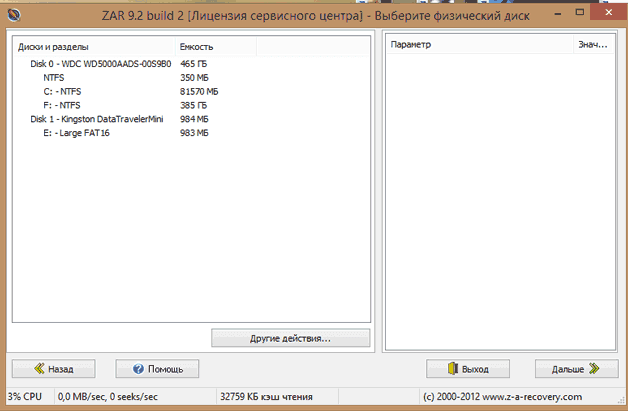 ZAR 9.2 build 2 [Лицензия сервисного центра] - Выберите физический диск
Диски и разделы Емкость
Disk 0 - WDC WD5000AADS-00S9B0 465 ГБ
NTFS 350 МБ
C: - NTFS 81570 МБ
F: - NTFS 385 ГБ
Disk 1 - Kingston DataTravelerMini 984 МБ
E: - Large FAT16 983 МБ
Параметр Знач...
Другие действия...
Назад Помощь Выход Дальше
3% CPU 0,0 MB/sec, 0 seeks/sec 32759 КБ кэш чтения (c) 2000-2012 www.z-a-recovery.com